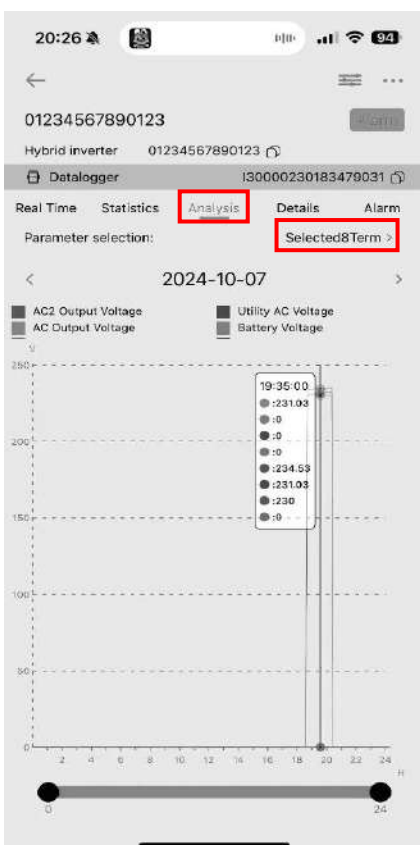 20:26 94
01234567890123 Alarm
Hybrid inverter 01234567890123
Datalogger I30000230183479031
Real Time Statistics Analysis Details Alarm
Parameter selection: Selected8Term >
< 2024-10-07 >
AC2 Output Voltage Utility AC Voltage
AC Output Voltage Battery Voltage
V
250
19:35:00
:231.03
:0
:0
200
:0
:234.53
:231.03
:230
150
:0
100
50
0 2 4 6 8 10 12 14 16 18 20 22 24
H
0 24